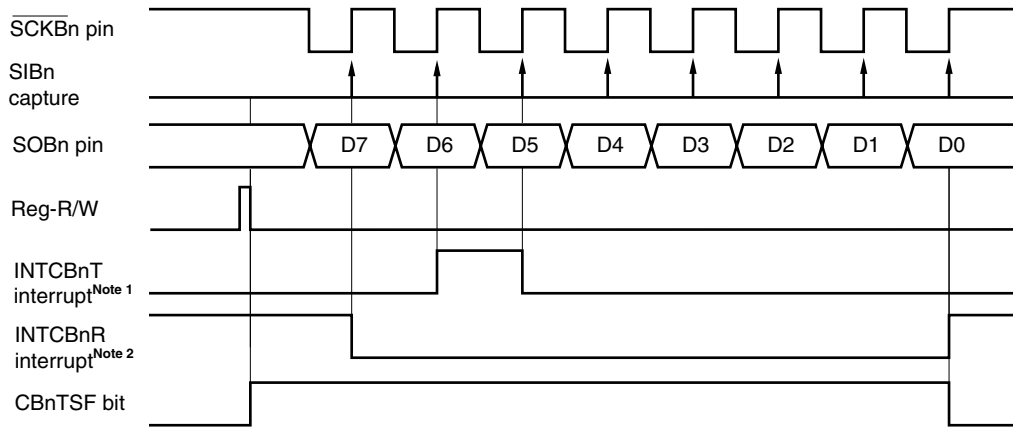 SCKBn pin
SIBn
capture
SOBn pin
D7 D6 D5 D4 D3 D2 D1 D0
Reg-R/W
INTCBnT
interruptNote 1
INTCBnR
interruptNote 2
CBnTSF bit